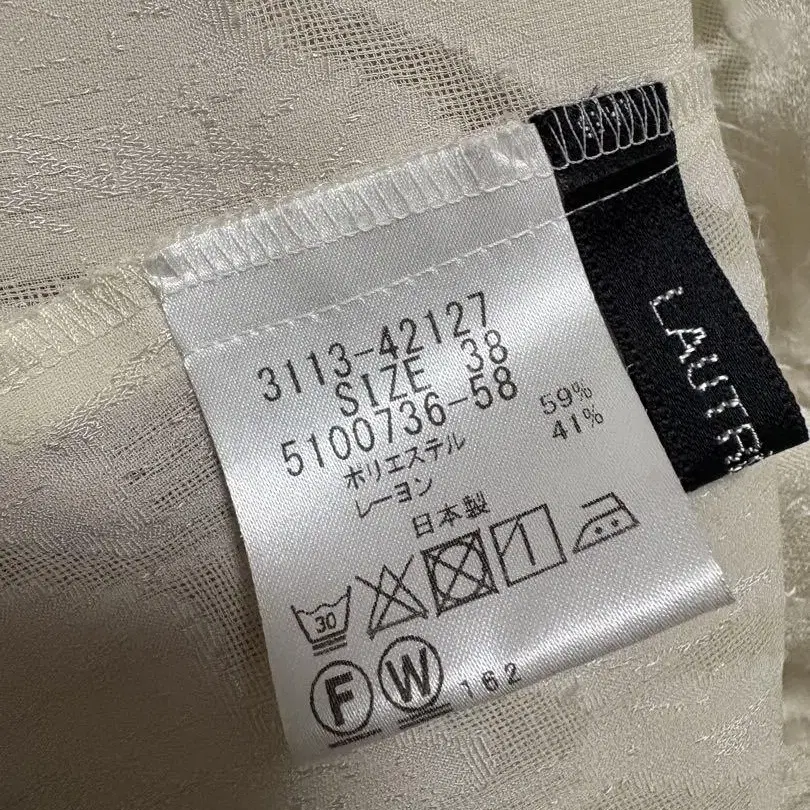 3113-42127
SIZE 38
5100736-58
ポリエステル 59%
レーヨン 41%
日本製
30
F W 162
LAUTR